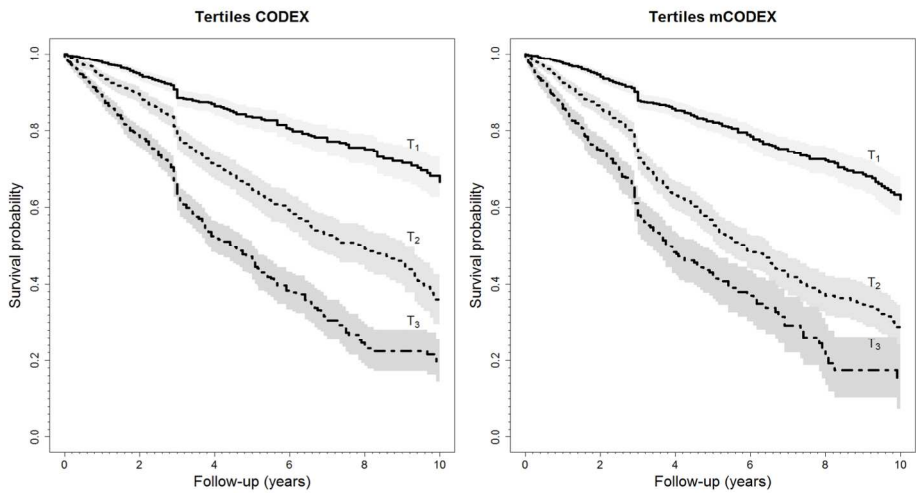 Tertiles CODEX
Survival probability
1.0
0.8
0.6
0.4
0.2
0.0
T1
T2
T3
0 2 4 6 8 10
Follow-up (years)
Tertiles mCODEX
Survival probability
1.0
0.8
0.6
0.4
0.2
0.0
T1
T2
T3
0 2 4 6 8 10
Follow-up (years)